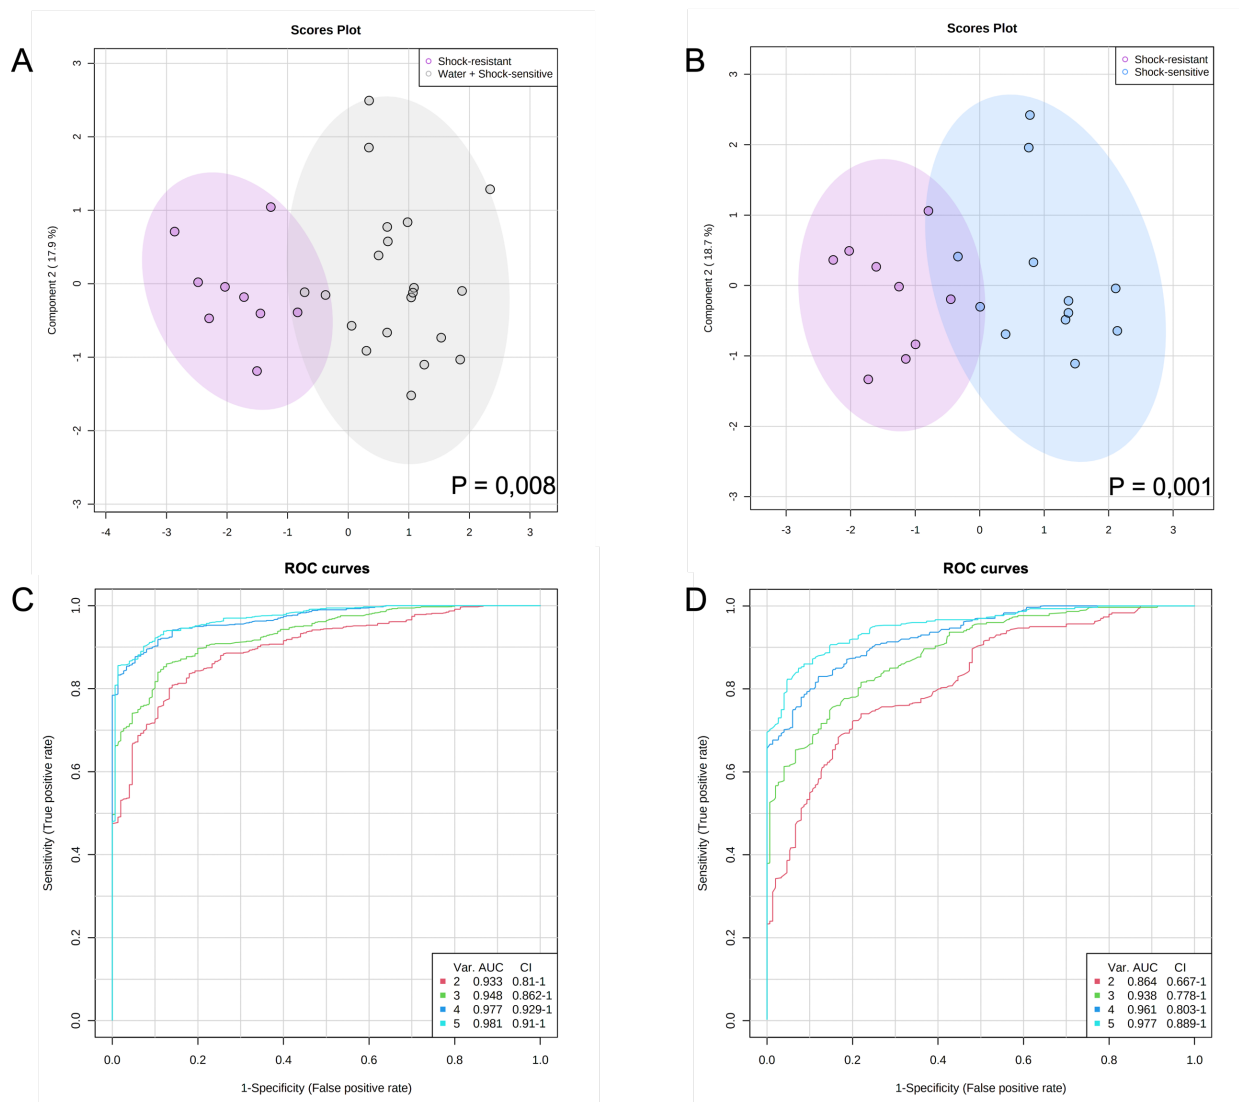 A
Scores Plot
Shock-resistant
Water + Shock-sensitive
Component 2 ( 17.9 %)
3
2
1
0
-1
-2
-3
-4 -3 -2 -1 0 1 2 3
P = 0,008
B
Scores Plot
Shock-resistant
Shock-sensitive
Component 2 ( 18.7 %)
3
2
1
0
-1
-2
-3
-3 -2 -1 0 1 2 3
P = 0,001
C
ROC curves
Sensitivity (True positive rate)
1.0
0.8
0.6
0.4
0.2
0.0
Var. AUC CI
2 0.933 0.81-1
3 0.948 0.862-1
4 0.977 0.929-1
5 0.981 0.91-1
0.0 0.2 0.4 0.6 0.8 1.0
1-Specificity (False positive rate)
D
ROC curves
Sensitivity (True positive rate)
1.0
0.8
0.6
0.4
0.2
0.0
Var. AUC CI
2 0.864 0.667-1
3 0.938 0.778-1
4 0.961 0.803-1
5 0.977 0.889-1
0.0 0.2 0.4 0.6 0.8 1.0
1-Specificity (False positive rate)